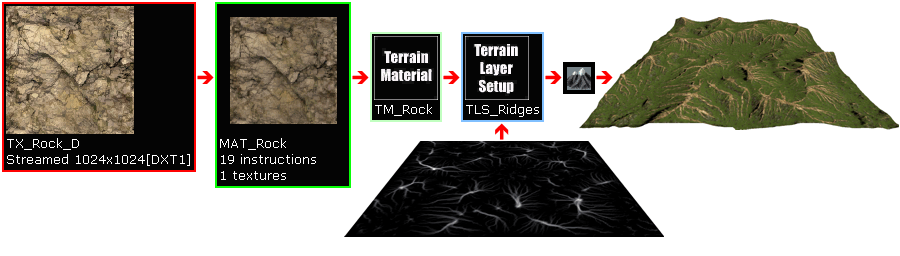 TX_Rock_D
Streamed 1024x1024[DXT1]
MAT_Rock
19 instructions
1 textures
Terrain
Material
TM_Rock
Terrain
Layer
Setup
TLS_Ridges